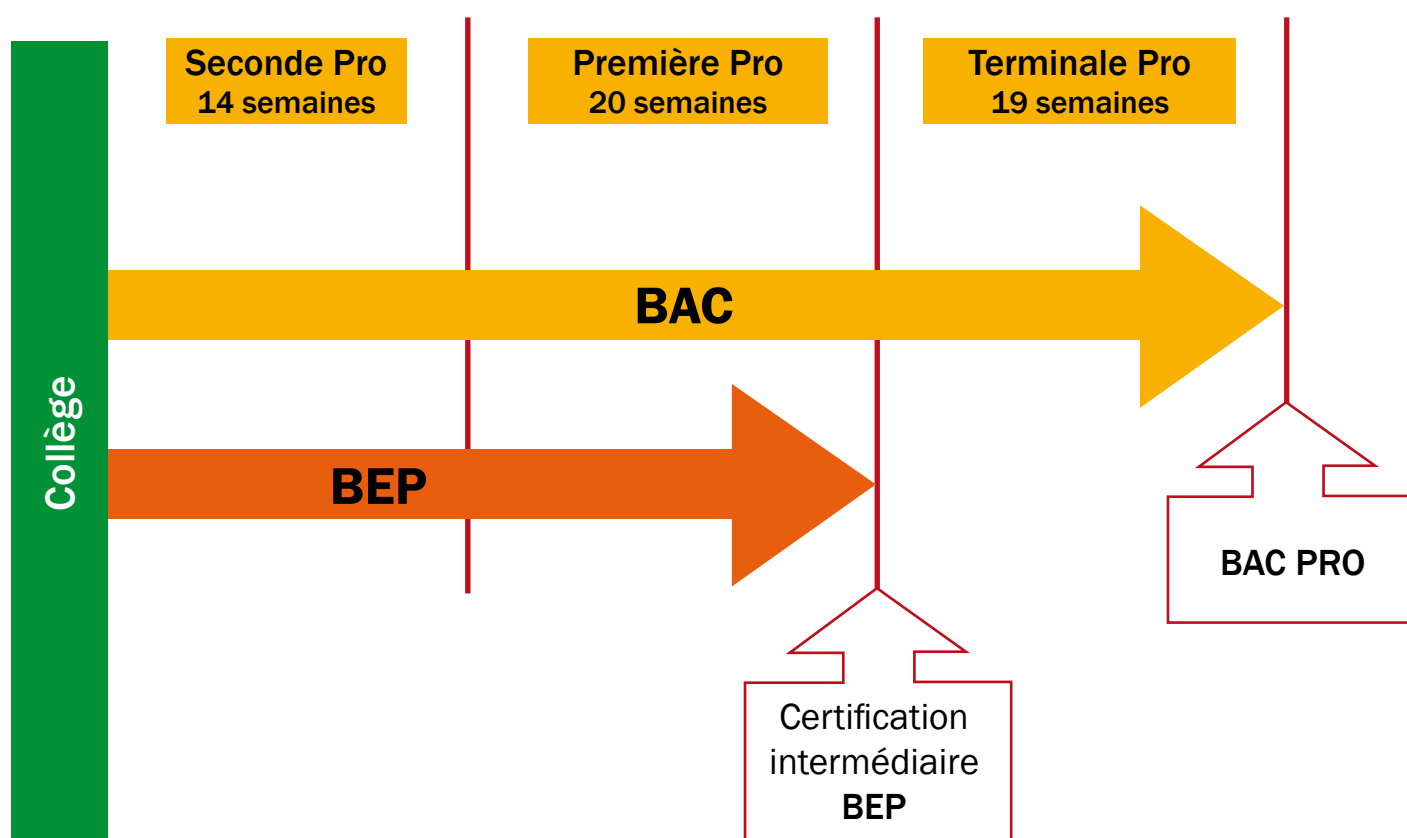 Seconde Pro
14 semaines
Première Pro
20 semaines
Terminale Pro
19 semaines
BAC
Collège
BEP
BAC PRO
Certification
intermédiaire
BEP